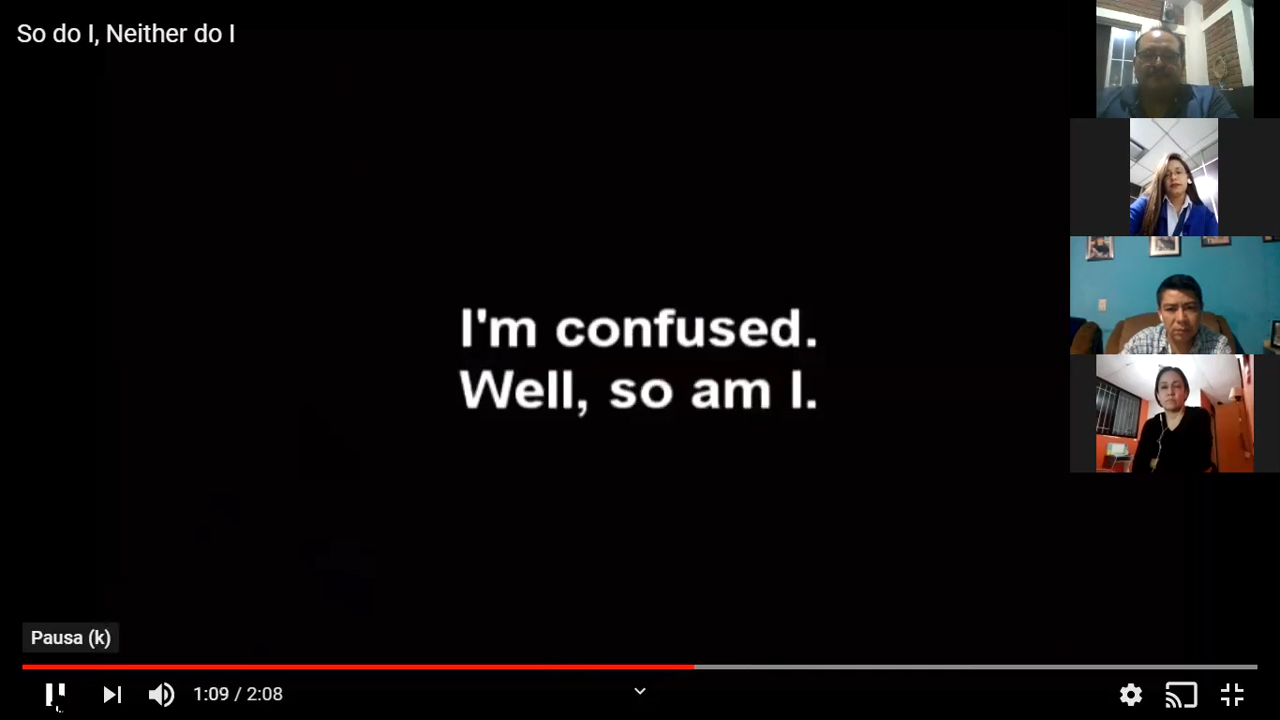 So do I, Neither do I
I'm confused.
Well, so am I.
Pausa (k)
1:09 / 2:08